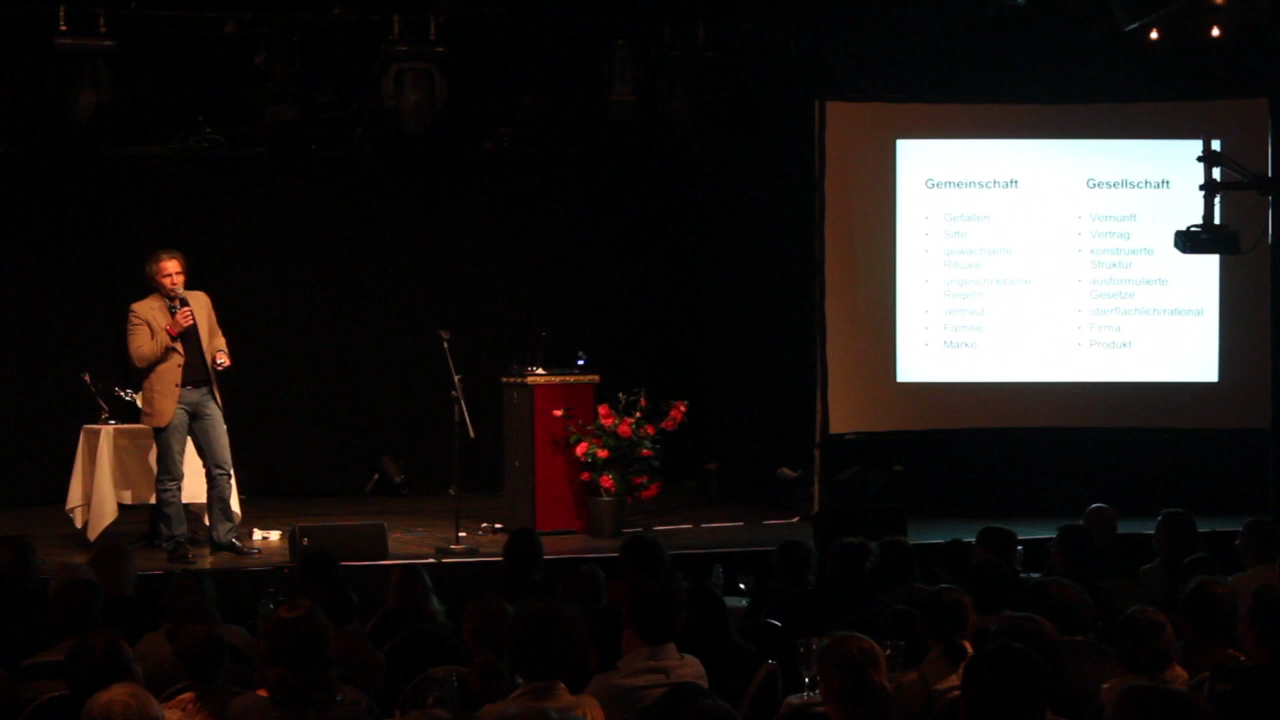 Gemeinschaft
Gefallen
Sitte
gewachsene
Rituale
ungeschriebene
Regeln
vertraut
Familie
Marke
Gesellschaft
Vernunft
Vertrag
konstruierte
Struktur
ausformulierte
Gesetze
oberflächlich/rational
Firma
Produkt